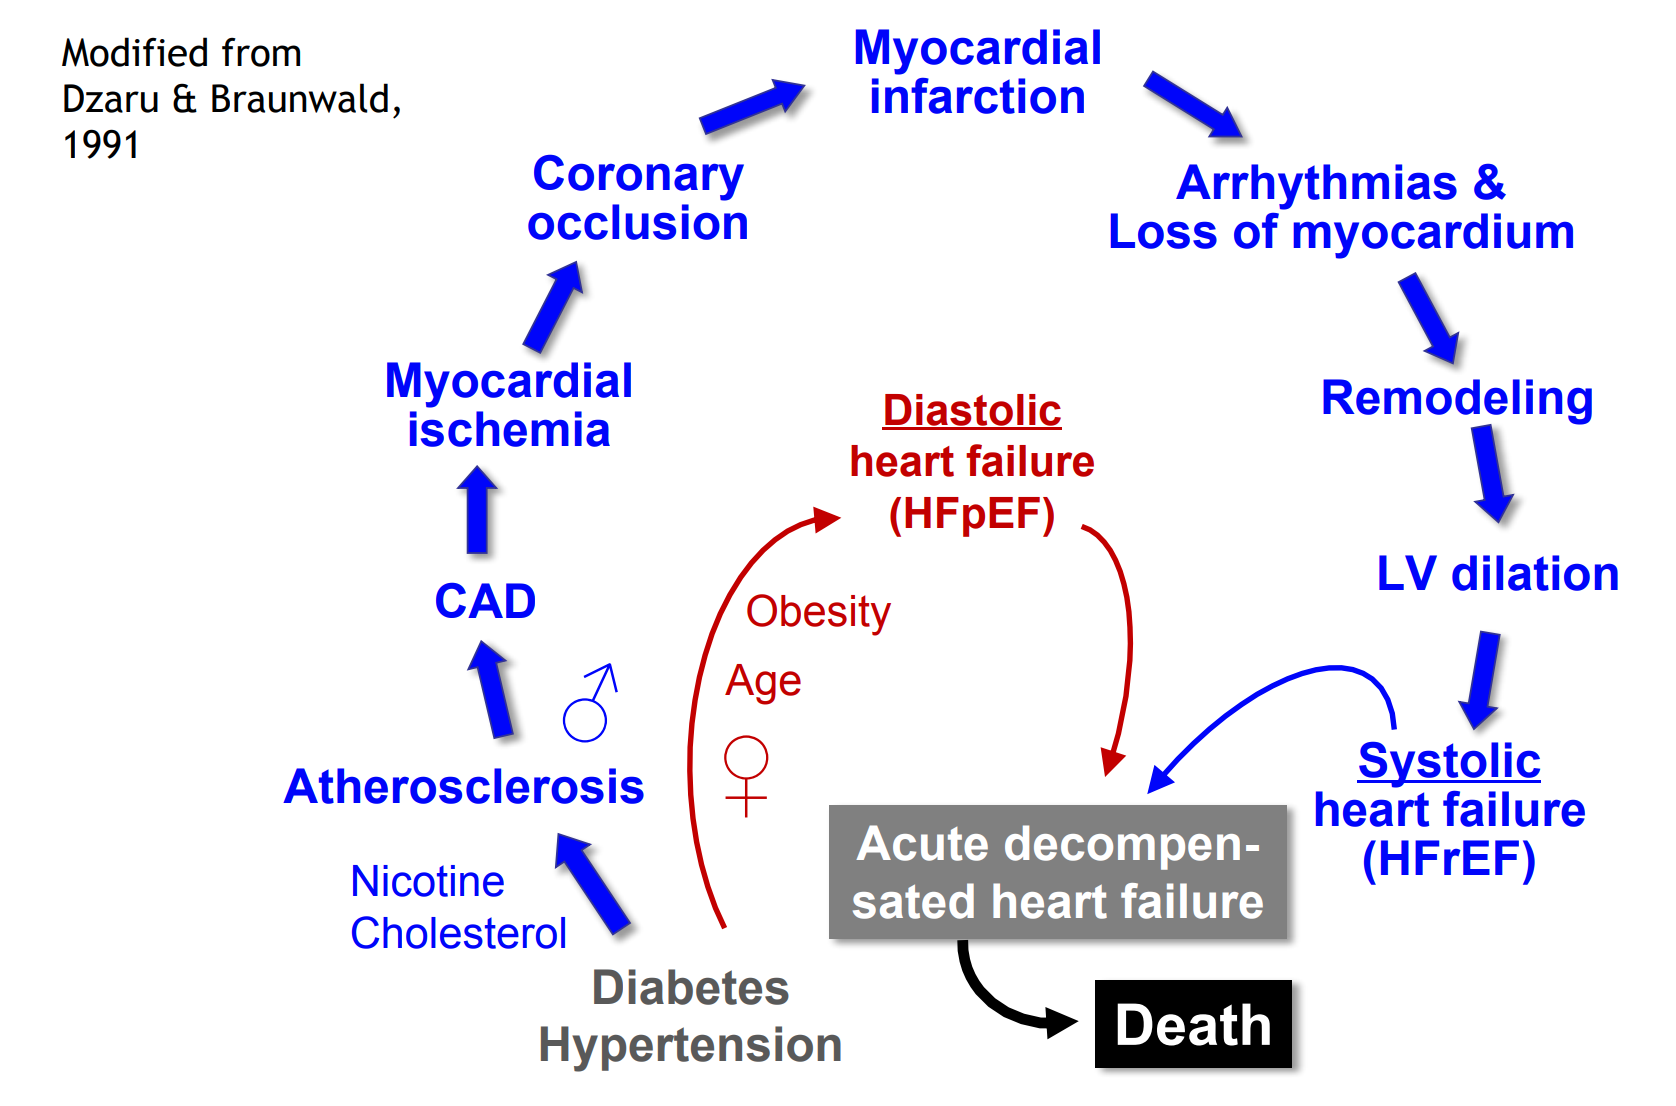 Modified from
Dzaru & Braunwald,
1991
Myocardial
infarction
Coronary
occlusion
Arrhythmias &
Loss of myocardium
Myocardial
ischemia
Remodeling
Diastolic
heart failure
(HFpEF)
LV dilation
CAD
Obesity
Age
Atherosclerosis
Systolic
heart failure
(HFrEF)
Acute decompen-
sated heart failure
Nicotine
Cholesterol
Diabetes
Hypertension
Death